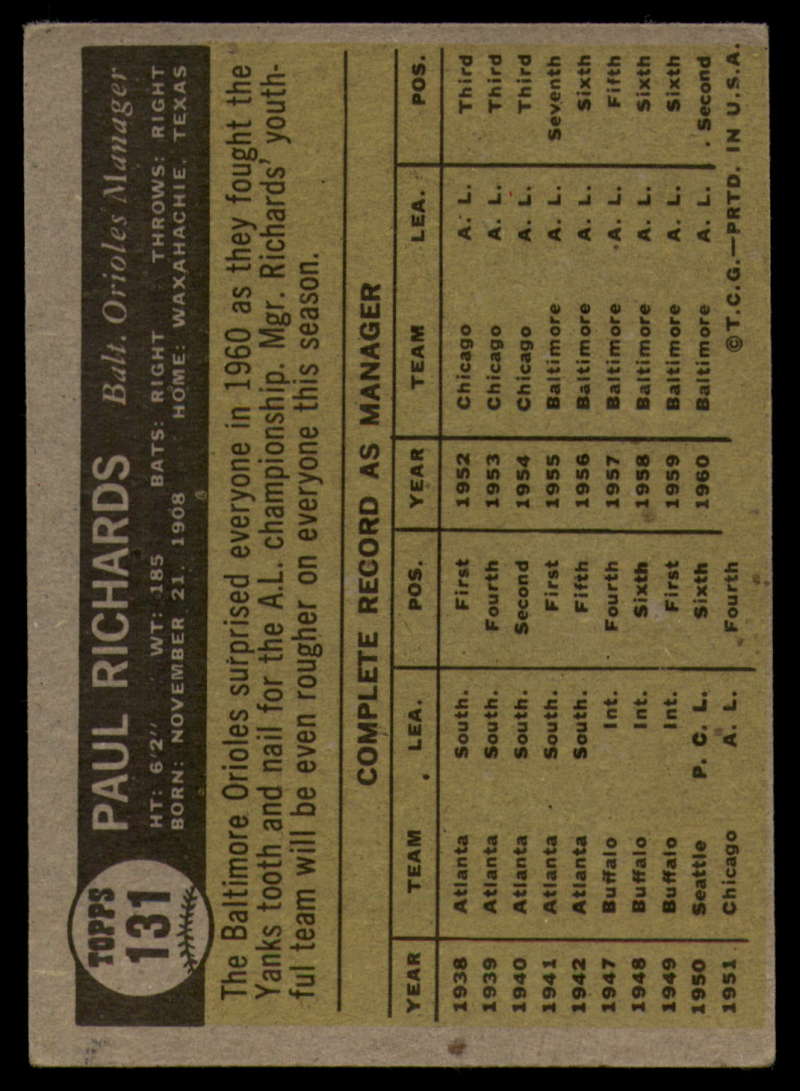 TOPPS
131
PAUL RICHARDS Balt. Orioles Manager
HT: 6'2" WT: 185 BATS: RIGHT THROWS: RIGHT
BORN: NOVEMBER 21, 1908 HOME: WAXAHACHIE, TEXAS
The Baltimore Orioles surprised everyone in 1960 as they fought the
Yanks tooth and nail for the A.L. championship. Mgr. Richards' youth-
ful team will be even rougher on everyone this season.
COMPLETE RECORD AS MANAGER
YEAR TEAM LEA. POS. YEAR TEAM LEA. POS.
1938 Atlanta South. First 1952 Chicago A. L. Third
1939 Atlanta South. Fourth 1953 Chicago A. L. Third
1940 Atlanta South. Second 1954 Chicago A. L. Third
1941 Atlanta South. First 1955 Baltimore A. L. Seventh
1942 Atlanta South. Fifth 1956 Baltimore A. L. Sixth
1947 Buffalo Int. Fourth 1957 Baltimore A. L. Fifth
1948 Buffalo Int. Sixth 1958 Baltimore A. L. Sixth
1949 Buffalo Int. First 1959 Baltimore A. L. Sixth
1950 Seattle P. C. L. Sixth 1960 Baltimore A. L. Second
1951 Chicago A. L. Fourth ©T.C.G.—PRTD. IN U.S.A.